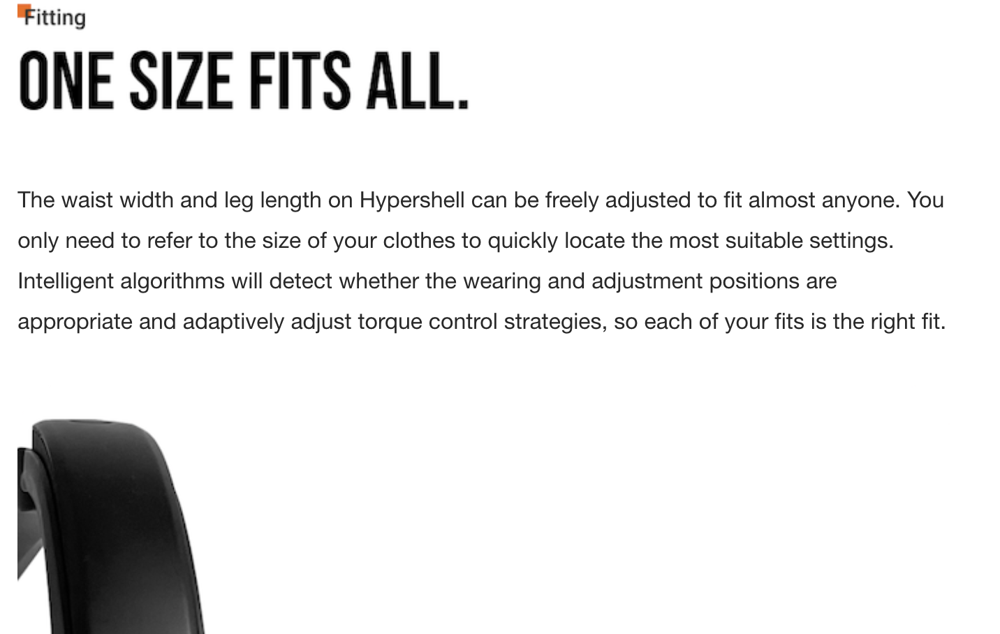 Fitting
ONE SIZE FITS ALL.
The waist width and leg length on Hypershell can be freely adjusted to fit almost anyone. You
only need to refer to the size of your clothes to quickly locate the most suitable settings.
Intelligent algorithms will detect whether the wearing and adjustment positions are
appropriate and adaptively adjust torque control strategies, so each of your fits is the right fit.